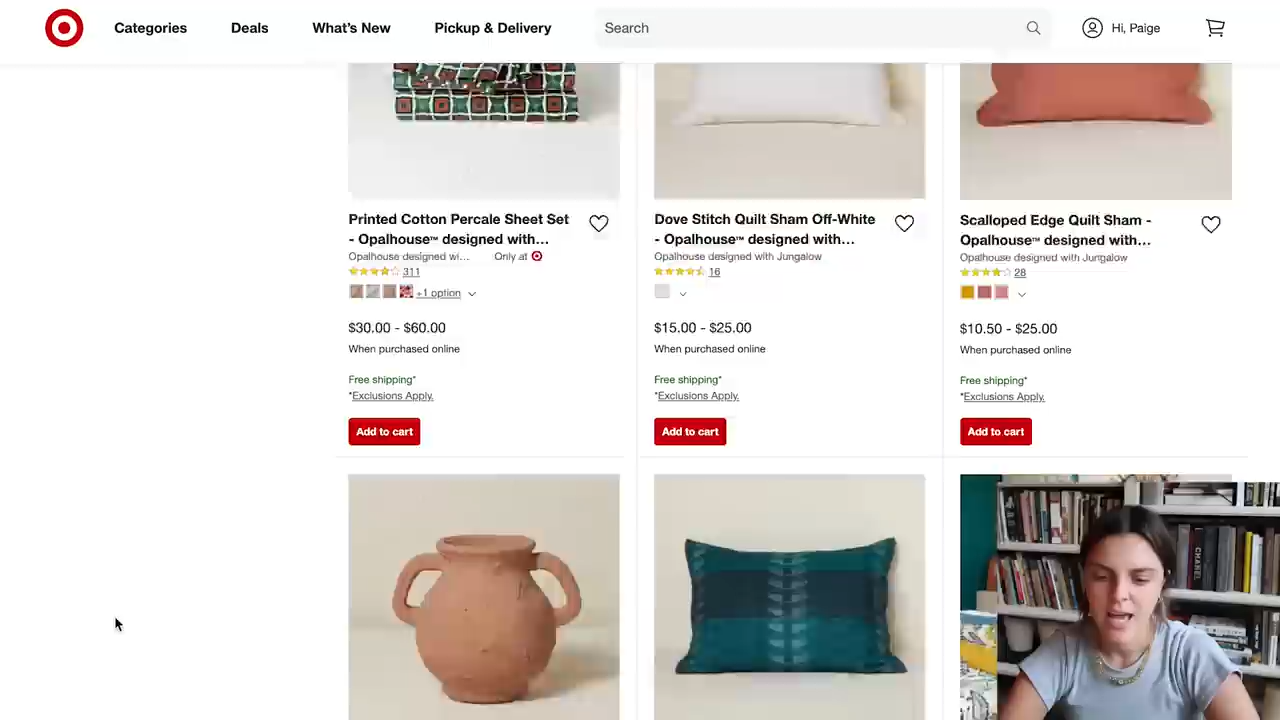 Categories
Deals
What's New
Pickup & Delivery
Search
Hi, Paige
Printed Cotton Percale Sheet Set
- Opalhouse™ designed with...
Opalhouse designed wi...
Only at
311
+1 option
$30.00 - $60.00
When purchased online
Free shipping*
*Exclusions Apply.
Add to cart
Dove Stitch Quilt Sham Off-White
- Opalhouse™ designed with...
Opalhouse designed with Jungalow
16
$15.00 - $25.00
When purchased online
Free shipping*
*Exclusions Apply.
Add to cart
Scalloped Edge Quilt Sham -
Opalhouse™ designed with...
Opalhouse designed with Jungalow
28
$10.50 - $25.00
When purchased online
Free shipping*
*Exclusions Apply.
Add to cart
CHANEL